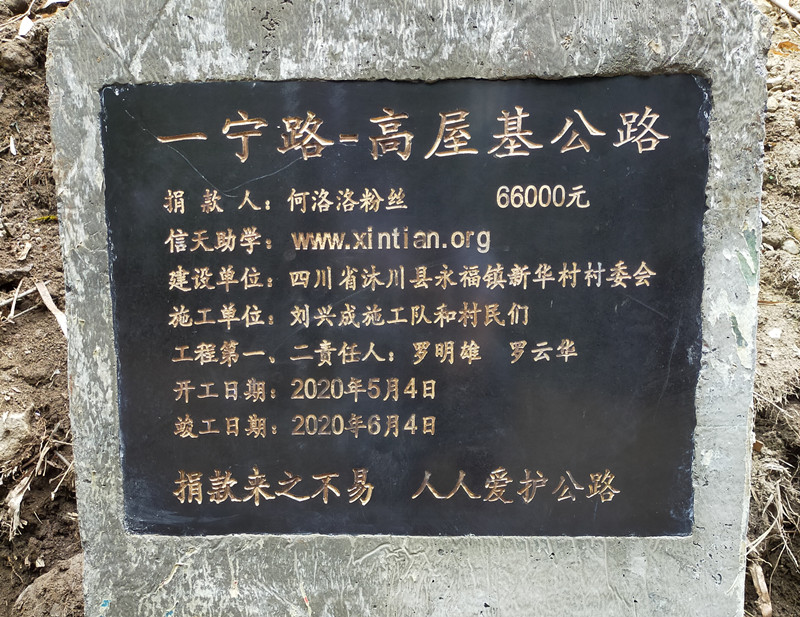 一宁路-高屋基公路
捐款人：何洛洛粉丝 66000元
信天助学：www.xintian.org
建设单位：四川省沐川县永福镇新华村村委会
施工单位：刘兴成施工队和村民们
工程第一、二责任人：罗明雄 罗云华
开工日期：2020年5月4日
竣工日期：2020年6月4日
捐款来之不易 人人爱护公路